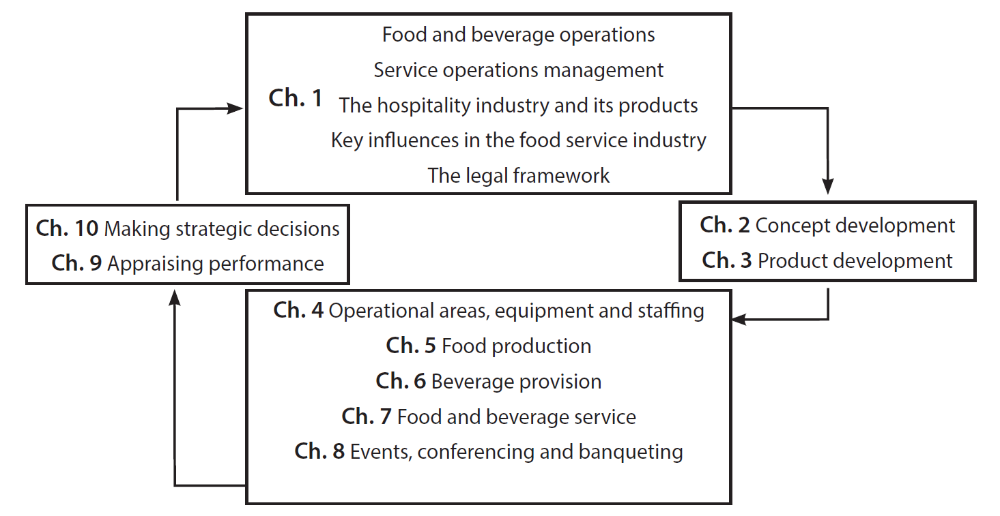 Food and beverage operations
Service operations management
Ch. 1 The hospitality industry and its products
Key influences in the food service industry
The legal framework
Ch. 10 Making strategic decisions
Ch. 9 Appraising performance
Ch. 2 Concept development
Ch. 3 Product development
Ch. 4 Operational areas, equipment and staffing
Ch. 5 Food production
Ch. 6 Beverage provision
Ch. 7 Food and beverage service
Ch. 8 Events, conferencing and banqueting